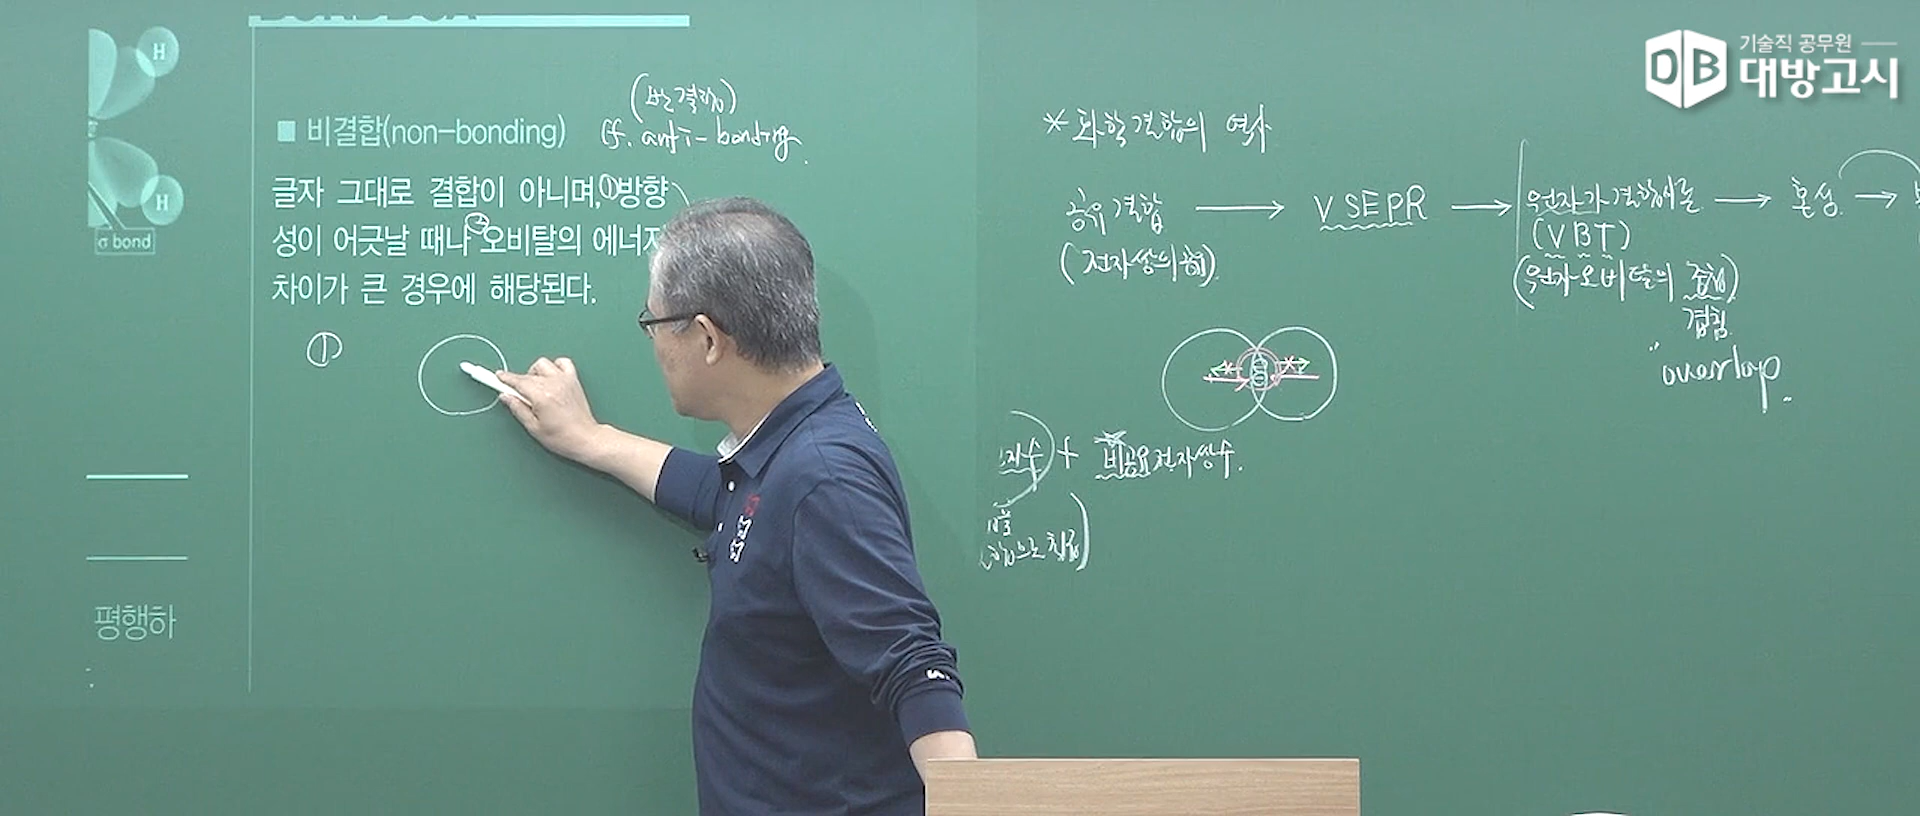 기술직 공무원
DB 대방고시
H
H
σ bond
평행하
■ 비결합(non-bonding)
(반결합)
cf. anti-bonding
글자 그대로 결합이 아니며, ①방향
성이 어긋날 때나 ②오비탈의 에너지
차이가 큰 경우에 해당된다.
①
* 화학결합의 역사
공유결합 → VSEPR → 원자가결합이론 → 혼성 →
(전자쌍의 공유)
(VBT)
(원자오비탈의 중첩)
겹침
"overlap
자수) + 비공유전자쌍수.